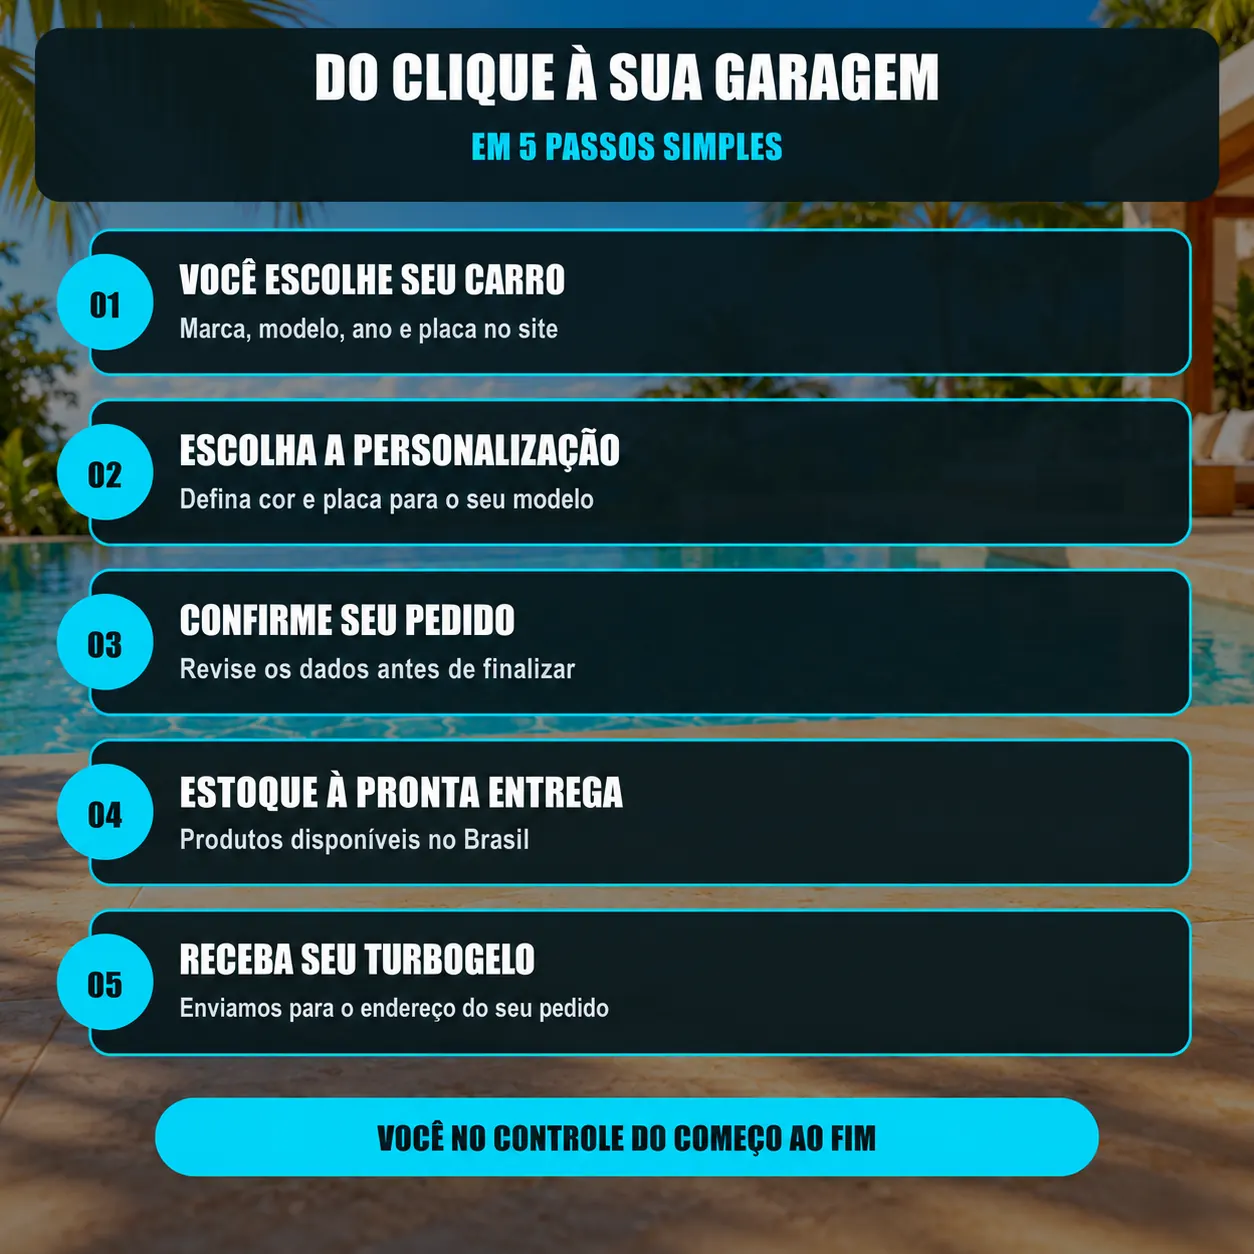 DO CLIQUE À SUA GARAGEM
EM 5 PASSOS SIMPLES
01
VOCÊ ESCOLHE SEU CARRO
Marca, modelo, ano e placa no site
02
ESCOLHA A PERSONALIZAÇÃO
Defina cor e placa para o seu modelo
03
CONFIRME SEU PEDIDO
Revise os dados antes de finalizar
04
ESTOQUE À PRONTA ENTREGA
Produtos disponíveis no Brasil
05
RECEBA SEU TURBOGELO
Enviamos para o endereço do seu pedido
VOCÊ NO CONTROLE DO COMEÇO AO FIM